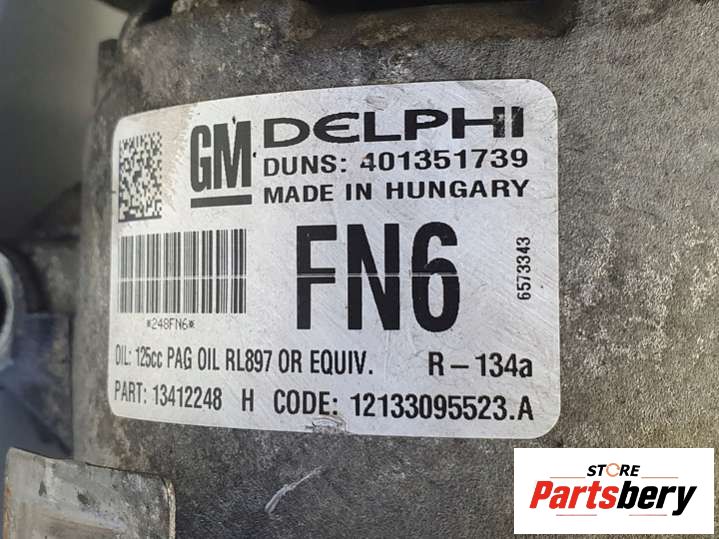 GM DELPHI
DUNS: 401351739
MADE IN HUNGARY
FN6
6573343
*248FN6*
OIL: 125cc PAG OIL RL897 OR EQUIV. R-134a
PART: 13412248 H CODE: 12133095523.A
STORE
Partsbery